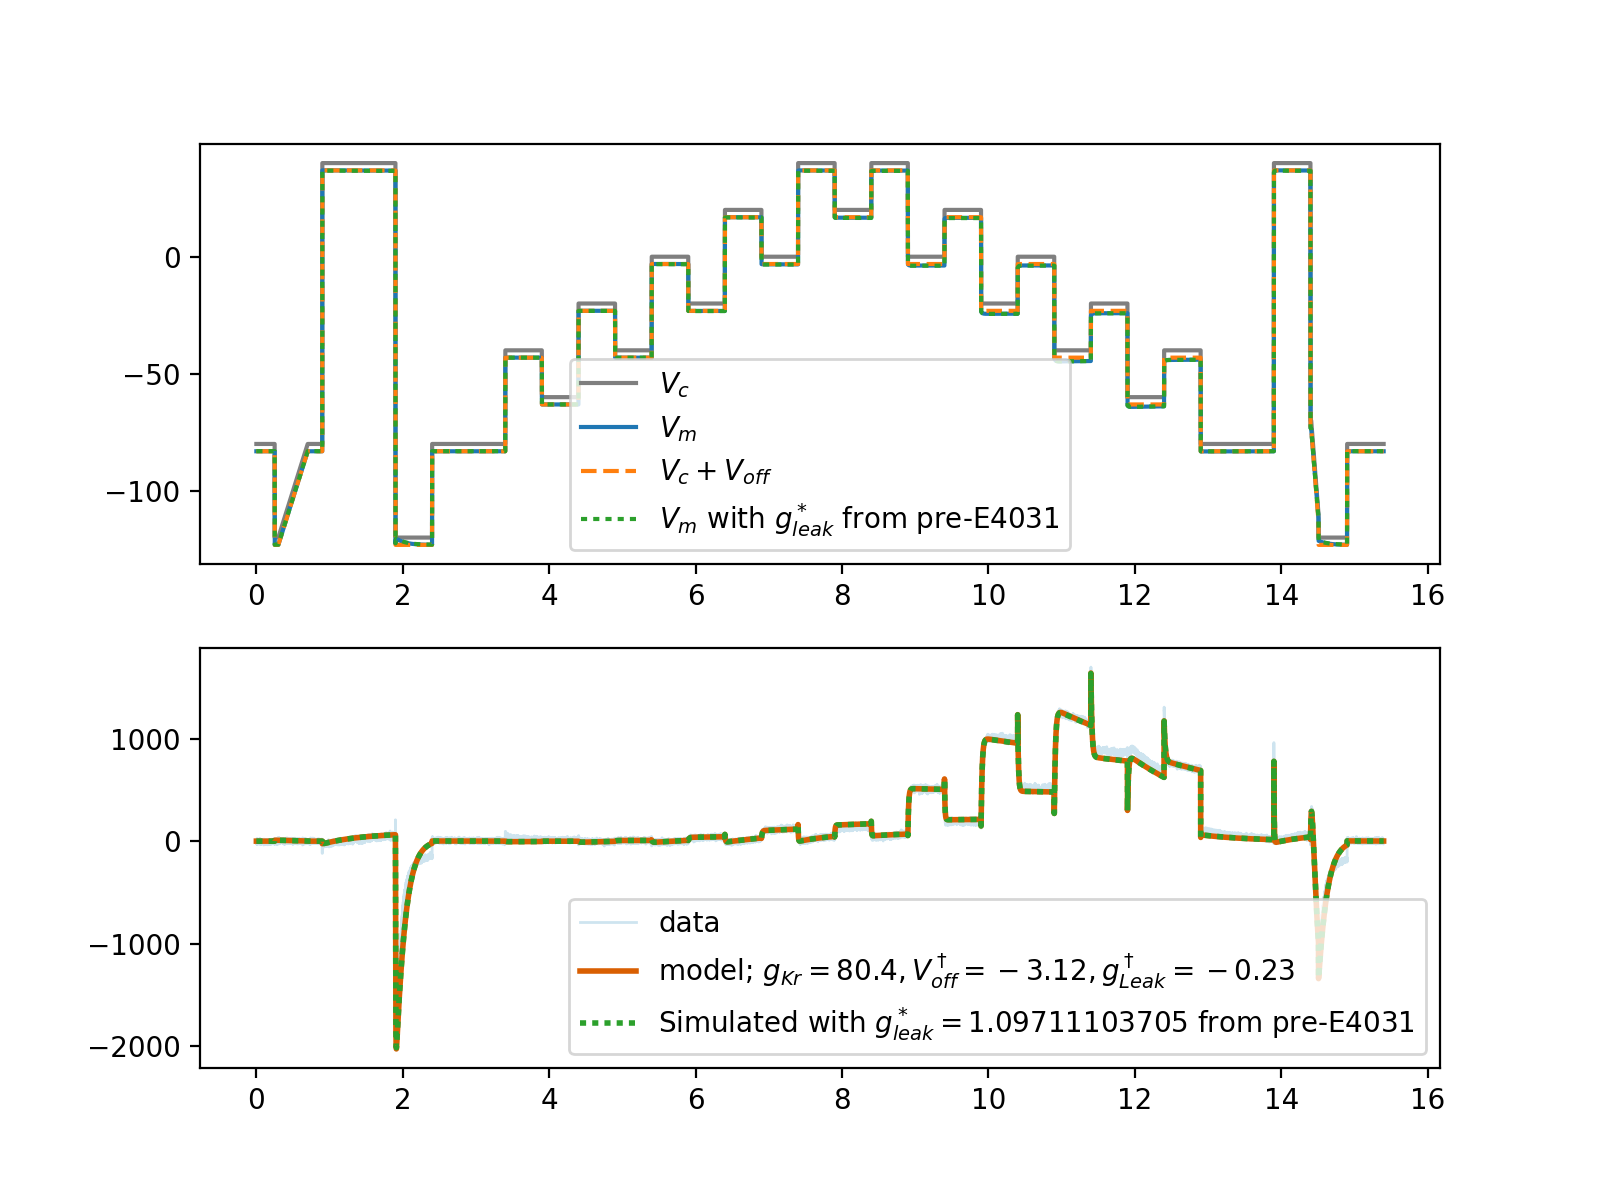 0
−50
−100
V_c
V_m
V_c + V_off
V_m with g*_leak from pre-E4031
0 2 4 6 8 10 12 14 16
1000
0
−1000
−2000
data
model; g_Kr = 80.4, V†_off = −3.12, g†_Leak = −0.23
Simulated with g*_leak = 1.09711103705 from pre-E4031
0 2 4 6 8 10 12 14 16